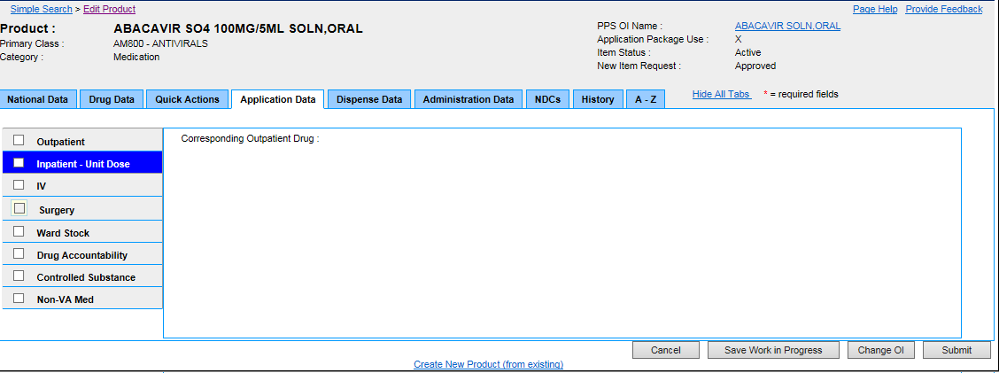 Simple Search > Edit Product
Page Help Provide Feedback
Product : ABACAVIR SO4 100MG/5ML SOLN,ORAL
Primary Class : AM800 - ANTIVIRALS
Category : Medication
PPS OI Name : ABACAVIR SOLN,ORAL
Application Package Use : X
Item Status : Active
New Item Request : Approved
National Data Drug Data Quick Actions Application Data Dispense Data Administration Data NDCs History A - Z Hide All Tabs * = required fields
Outpatient
Inpatient - Unit Dose
IV
Surgery
Ward Stock
Drug Accountability
Controlled Substance
Non-VA Med
Corresponding Outpatient Drug :
Cancel Save Work in Progress Change OI Submit
Create New Product (from existing)